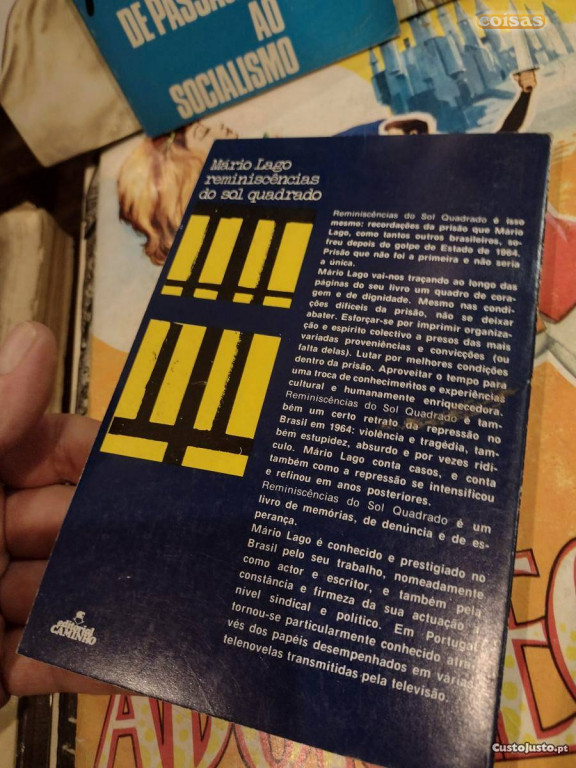 DE PASSAG
AO
SOCIALISMO
coisas
Mário Lago
reminiscências
do sol quadrado
Reminiscências do Sol Quadrado é isso
mesmo: recordações da prisão que Mário
Lago, como tantos outros brasileiros, so-
freu depois do golpe de Estado de 1964.
Prisão que não foi a primeira e não seria
a única.
Mário Lago vai-nos traçando ao longo das
páginas do seu livro um quadro de cora-
gem e de dignidade. Mesmo nas condi-
ções difíceis da prisão, não se deixar
abater. Esforçar-se por imprimir organiza-
ção e espírito colectivo a presos das mais
variadas proveniências e convicções (ou
falta delas). Lutar por melhores condições
dentro da prisão. Aproveitar o tempo para
uma troca de conhecimentos e experiências
cultural e humanamente enriquecedora.
Reminiscências do Sol Quadrado é tam-
bém um certo retrato da repressão no
Brasil em 1964: violência e tragédia, tam-
bém estupidez, absurdo e por vezes ridí-
culo. Mário Lago conta casos, e conta
também como a repressão se intensificou
e refinou em anos posteriores.
Reminiscências do Sol Quadrado é um
livro de memórias, de denúncia e de es-
perança.
Mário Lago é conhecido e prestigiado no
Brasil pelo seu trabalho, nomeadamente
como actor e escritor, e também pela
constância e firmeza da sua actuação a
nível sindical e político. Em Portugal
tornou-se particularmente conhecido atra-
vés dos papéis desempenhados em várias
telenovelas transmitidas pela televisão.
editorial
CAMINHO
CustoJusto.pt